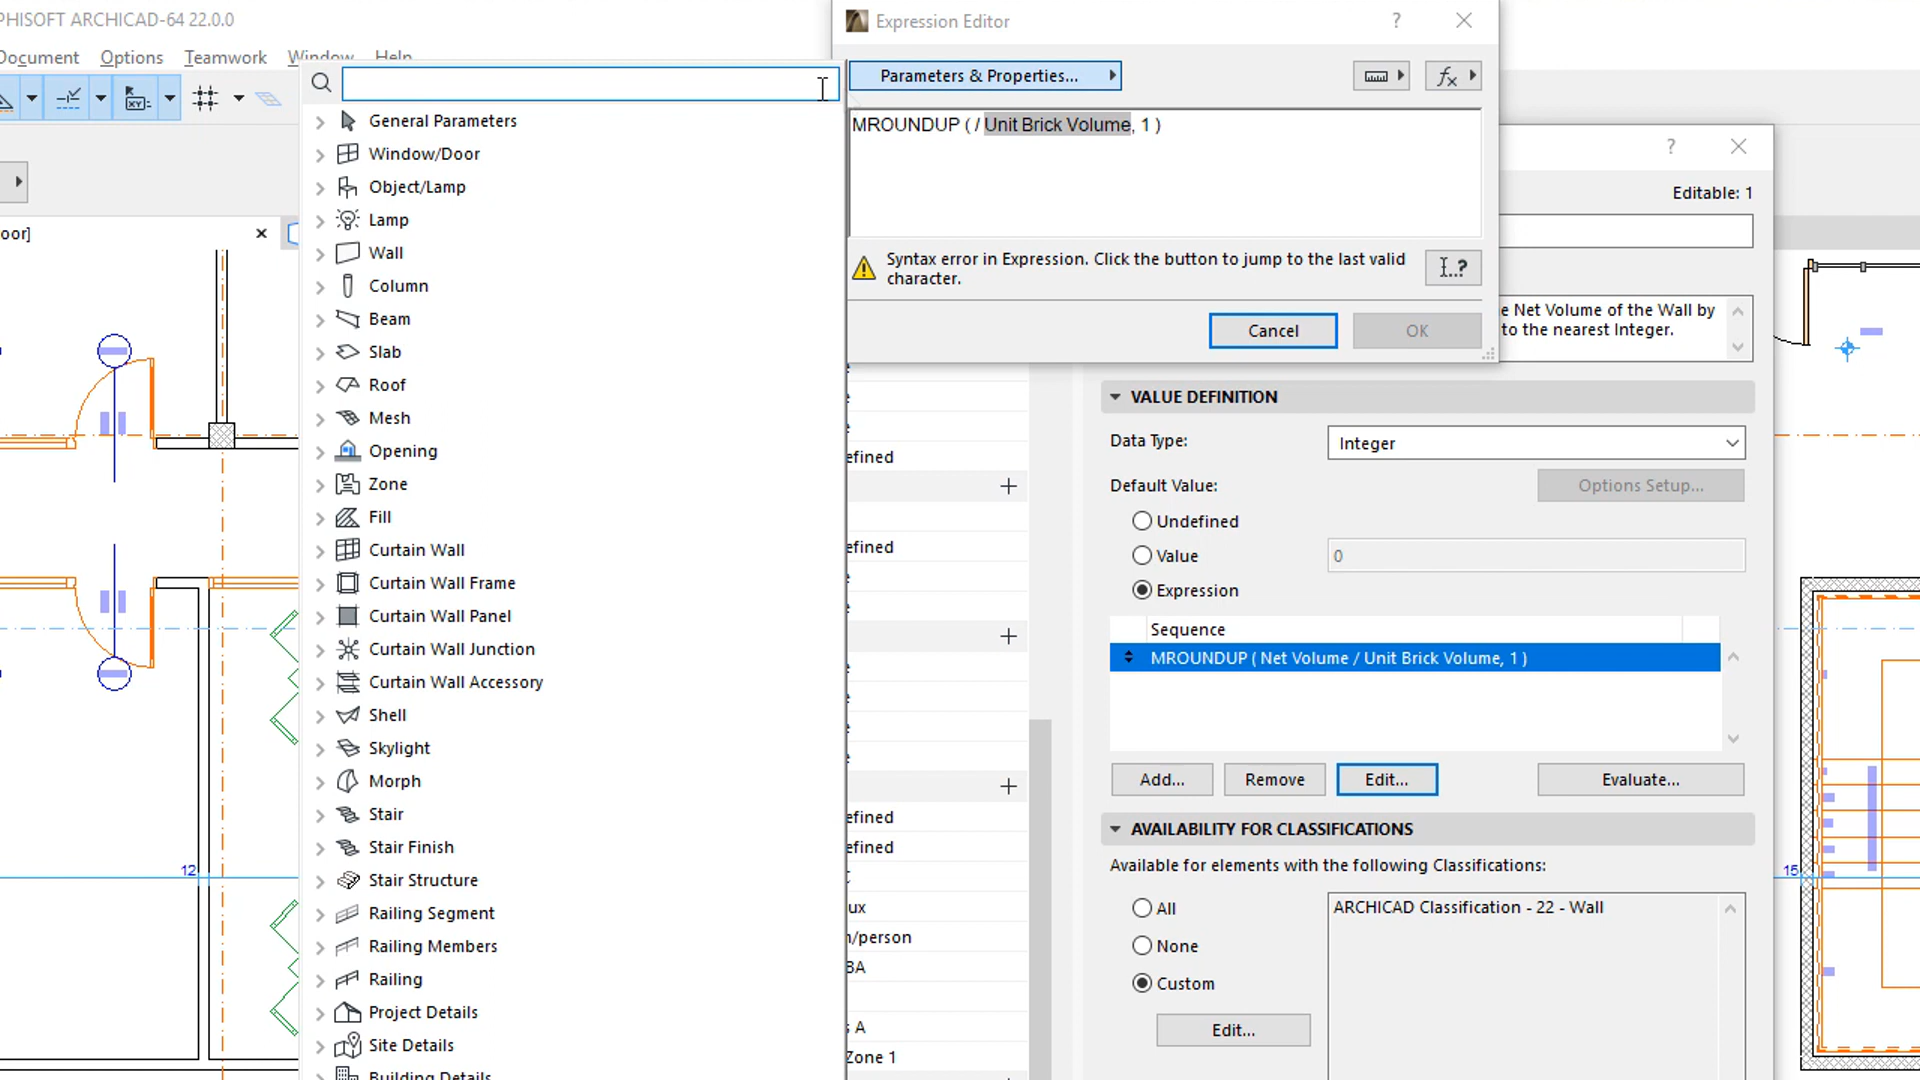 PHISOFT ARCHICAD-64 22.0.0
Document Options Teamwork Window Help
oor]
General Parameters
Window/Door
Object/Lamp
Lamp
Wall
Column
Beam
Slab
Roof
Mesh
Opening
Zone
Fill
Curtain Wall
Curtain Wall Frame
Curtain Wall Panel
Curtain Wall Junction
Curtain Wall Accessory
Shell
Skylight
Morph
Stair
Stair Finish
Stair Structure
Railing Segment
Railing Members
Railing
Project Details
Site Details
Building Details
Expression Editor
?
Parameters & Properties...
fx
MROUNDUP ( / Unit Brick Volume, 1 )
Syntax error in Expression. Click the button to jump to the last valid
character.
I..?
Cancel
OK
?
Editable: 1
e Net Volume of the Wall by
to the nearest Integer.
VALUE DEFINITION
Data Type:
Integer
Default Value:
Options Setup...
Undefined
Value
0
Expression
Sequence
MROUNDUP ( Net Volume / Unit Brick Volume, 1 )
Add...
Remove
Edit...
Evaluate...
AVAILABILITY FOR CLASSIFICATIONS
Available for elements with the following Classifications:
All
None
Custom
Edit...
ARCHICAD Classification - 22 - Wall
efined
efined
efined
efined
ux
n/person
BA
s A
Zone 1
12
15